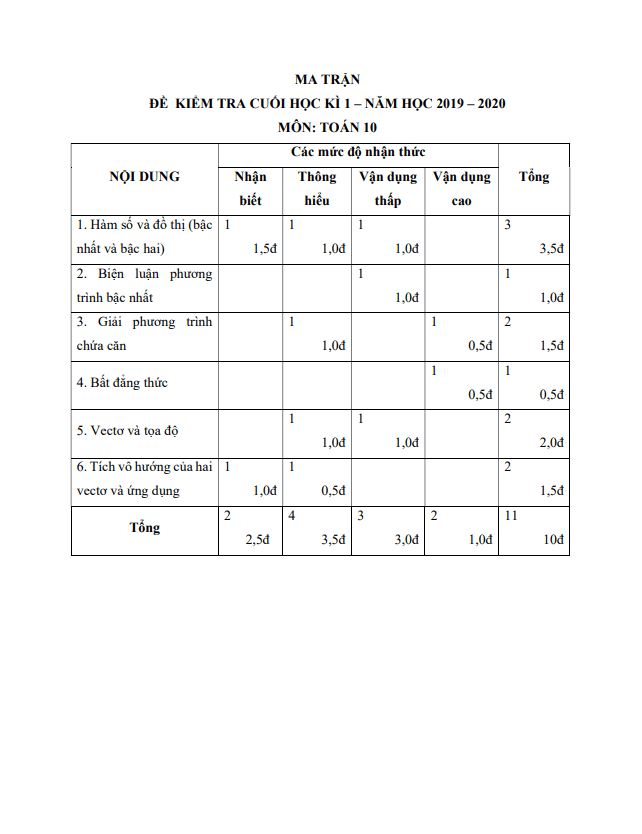 MA TRẬN
ĐỀ KIỂM TRA CUỐI HỌC KÌ 1 – NĂM HỌC 2019 – 2020
MÔN: TOÁN 10
NỘI DUNG
Các mức độ nhận thức
Tổng
Nhận biết
Thông hiểu
Vận dụng thấp
Vận dụng cao
1. Hàm số và đồ thị (bậc
nhất và bậc hai)
1
1,5đ
1
1,0đ
1
1,0đ
3
3,5đ
2. Biện luận phương
trình bậc nhất
1
1,0đ
1
1,0đ
3. Giải phương trình
chứa căn
1
1,0đ
1
0,5đ
2
1,5đ
4. Bất đẳng thức
1
0,5đ
1
0,5đ
5. Vectơ và tọa độ
1
1,0đ
1
1,0đ
2
2,0đ
6. Tích vô hướng của hai
vectơ và ứng dụng
1
1,0đ
1
0,5đ
2
1,5đ
Tổng
2
2,5đ
4
3,5đ
3
3,0đ
2
1,0đ
11
10đ